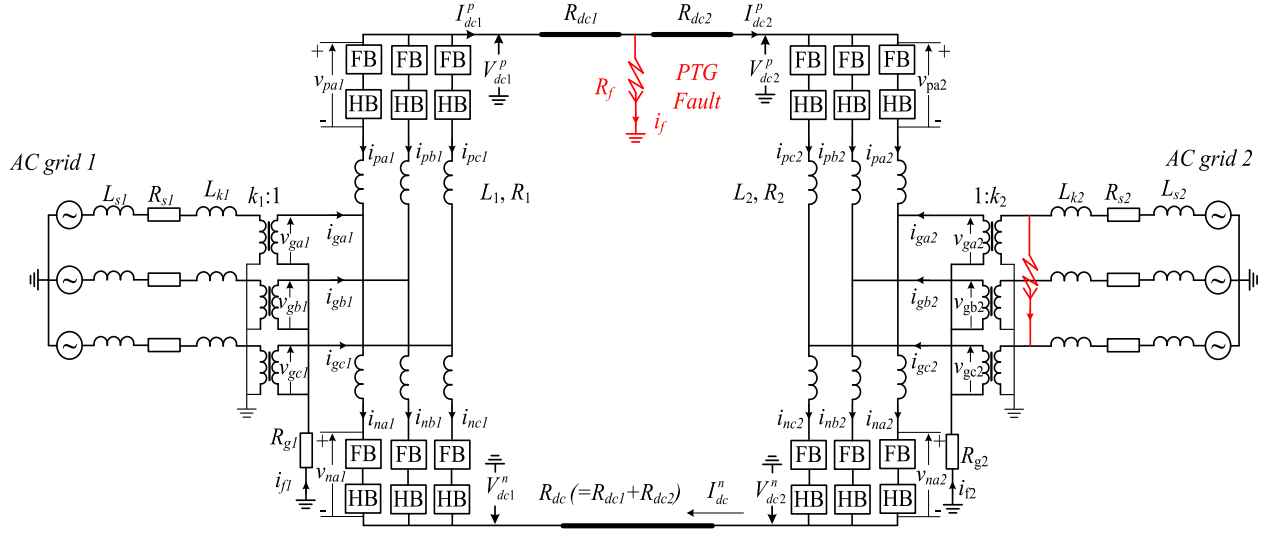 I^p_dc1 R_dc1 R_dc2 I^p_dc2
+ FB FB FB V^p_dc1 R_f PTG Fault i_f V^p_dc2 FB FB FB +
v_pa1 v_pa2
- HB HB HB HB HB HB -
AC grid 1 i_pa1 i_pb1 i_pc1 i_pc2 i_pb2 i_pa2 AC grid 2
L_s1 R_s1 L_k1 k_1:1 L_1, R_1 L_2, R_2 1:k_2 L_k2 R_s2 L_s2
~ v_ga1 i_ga1 i_ga2 v_ga2 ~
~ v_gb1 i_gb1 i_gb2 v_gb2 ~
~ v_gc1 i_gc1 i_gc2 v_gc2 ~
i_na1 i_nb1 i_nc1 i_nc2 i_nb2 i_na2
R_g1 + FB FB FB FB FB FB + R_g2
i_f1 v_na1 V^n_dc1 R_dc (=R_dc1+R_dc2) I^n_dc V^n_dc2 v_na2 i_f2
- HB HB HB HB HB HB -